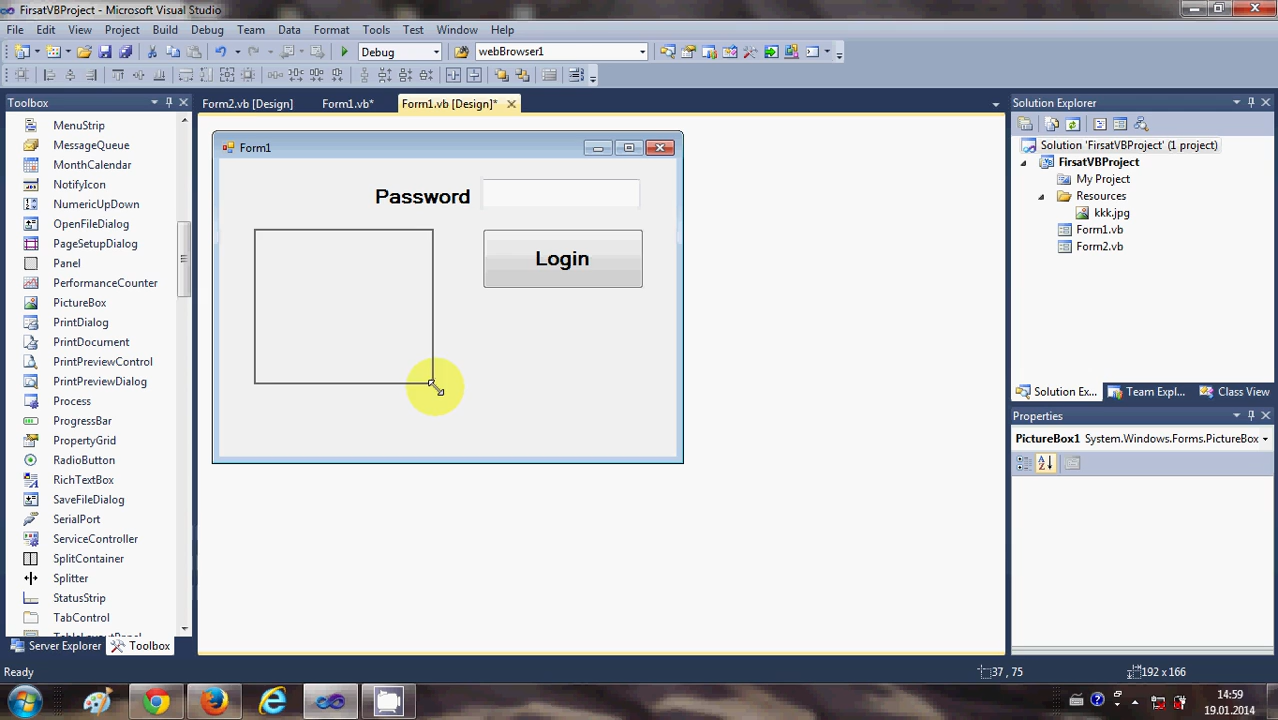 FirsatVBProject - Microsoft Visual Studio
File Edit View Project Build Debug Team Data Format Tools Test Window Help
Debug webBrowser1
Toolbox
Form2.vb [Design] Form1.vb* Form1.vb [Design]*
Solution Explorer
MenuStrip
MessageQueue
MonthCalendar
NotifyIcon
NumericUpDown
OpenFileDialog
PageSetupDialog
Panel
PerformanceCounter
PictureBox
PrintDialog
PrintDocument
PrintPreviewControl
PrintPreviewDialog
Process
ProgressBar
PropertyGrid
RadioButton
RichTextBox
SaveFileDialog
SerialPort
ServiceController
SplitContainer
Splitter
StatusStrip
TabControl
TableLayoutPanel
Server Explorer Toolbox
Form1
Password
Login
Solution 'FirsatVBProject' (1 project)
FirsatVBProject
My Project
Resources
kkk.jpg
Form1.vb
Form2.vb
Solution Ex... Team Expl... Class View
Properties
PictureBox1 System.Windows.Forms.PictureBox
Ready
37 , 75
192 x 166
14:59
19.01.2014